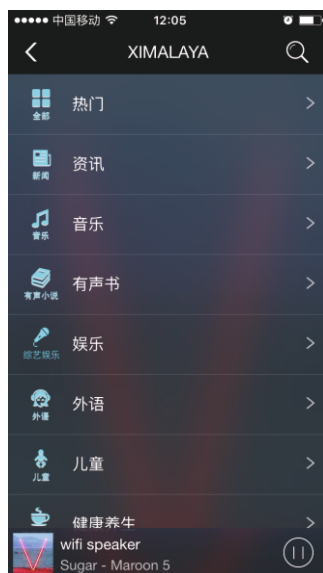 中国移动 12:05
XIMALAYA
全部 热门
新闻 资讯
音乐 音乐
有声小说 有声书
综艺娱乐 娱乐
外语 外语
儿童 儿童
健康养生
wifi speaker
Sugar - Maroon 5